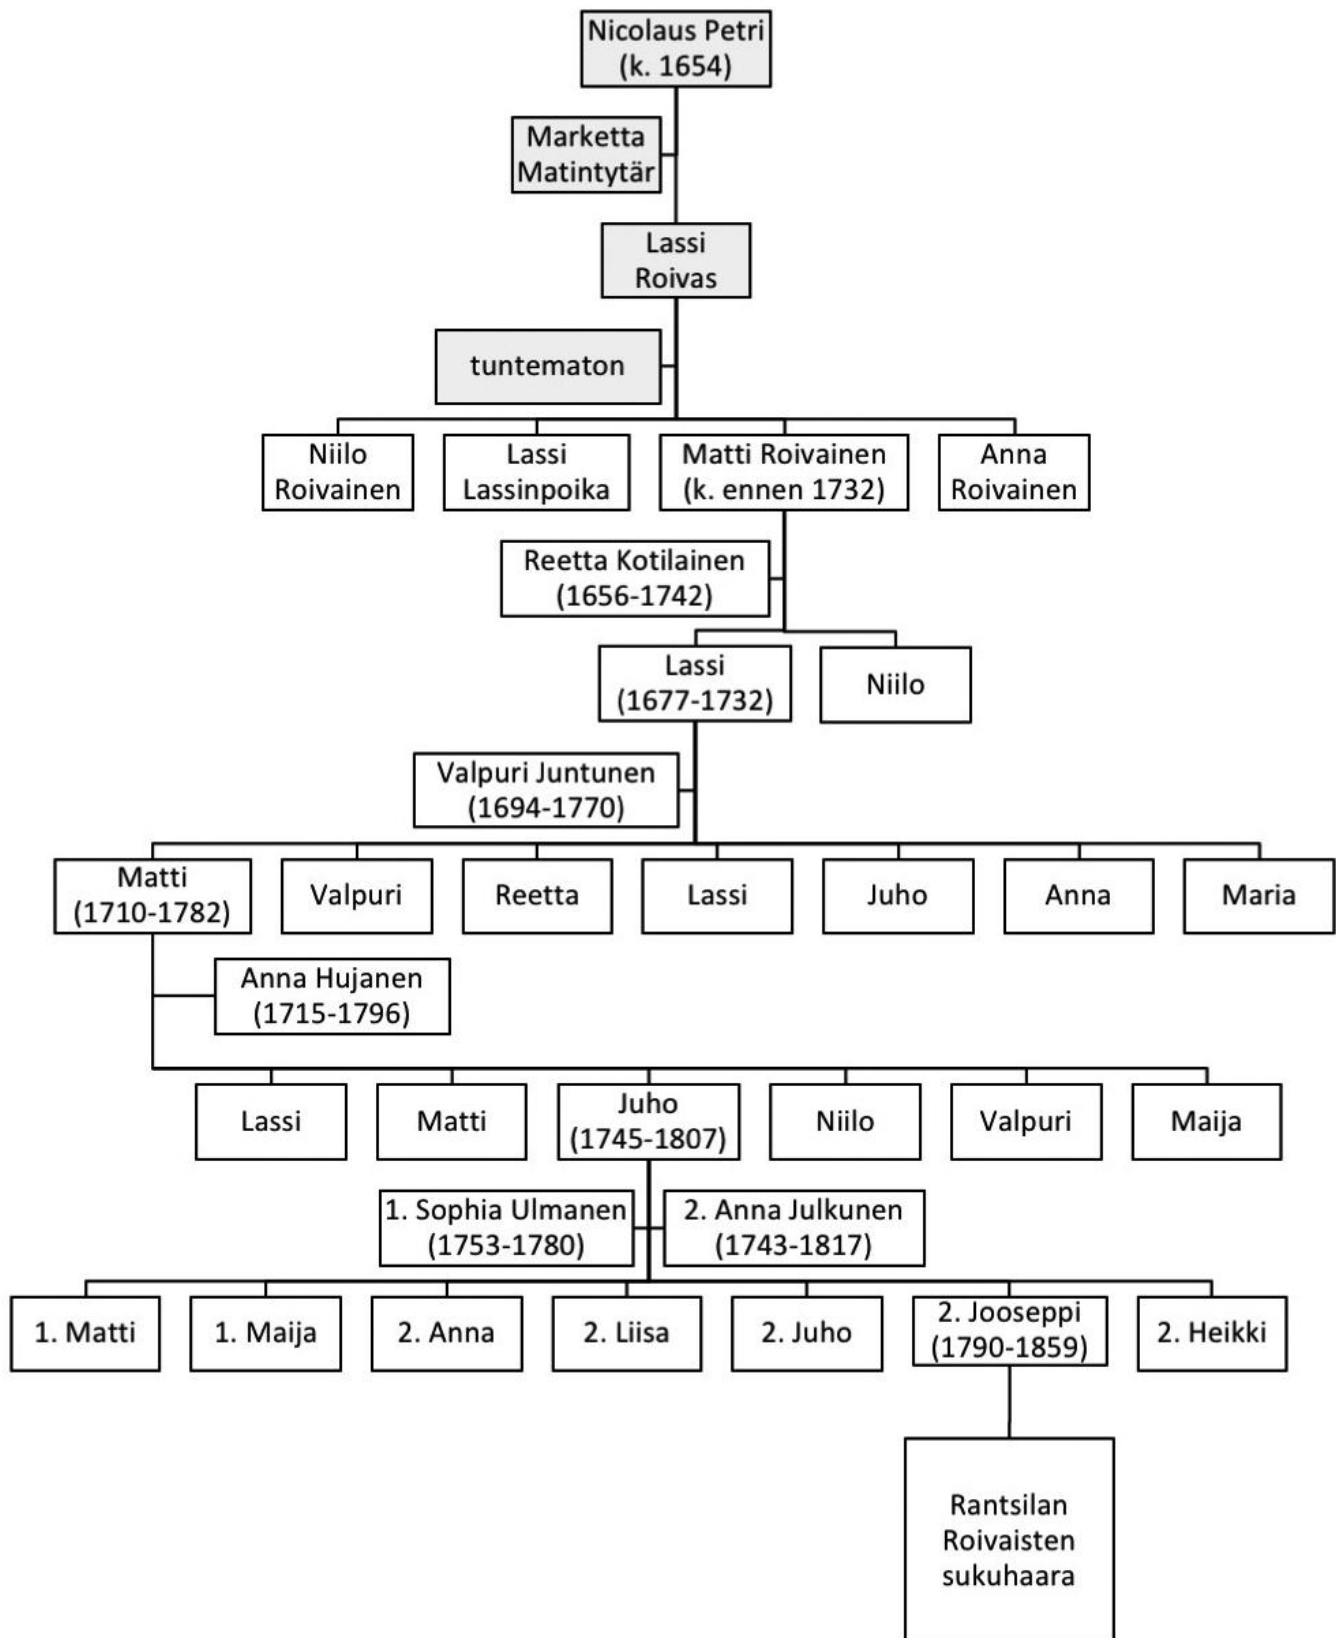 Nicolaus Petri
(k. 1654)
Marketta
Matintytär
Lassi
Roivas
tuntematon
Niilo
Roivainen
Lassi
Lassinpoika
Matti Roivainen
(k. ennen 1732)
Anna
Roivainen
Reetta Kotilainen
(1656-1742)
Lassi
(1677-1732)
Niilo
Valpuri Juntunen
(1694-1770)
Matti
(1710-1782)
Valpuri
Reetta
Lassi
Juho
Anna
Maria
Anna Hujanen
(1715-1796)
Lassi
Matti
Juho
(1745-1807)
Niilo
Valpuri
Maija
1. Sophia Ulmanen
(1753-1780)
2. Anna Julkunen
(1743-1817)
1. Matti
1. Maija
2. Anna
2. Liisa
2. Juho
2. Jooseppi
(1790-1859)
2. Heikki
Rantsilan
Roivaisten
sukuhaara